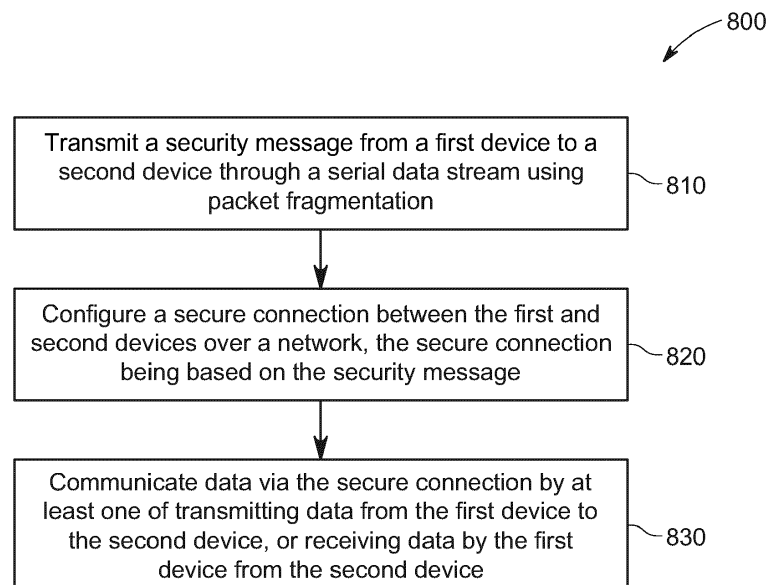 800
Transmit a security message from a first device to a
second device through a serial data stream using
packet fragmentation
810
Configure a secure connection between the first and
second devices over a network, the secure connection
being based on the security message
820
Communicate data via the secure connection by at
least one of transmitting data from the first device to
the second device, or receiving data by the first
device from the second device
830